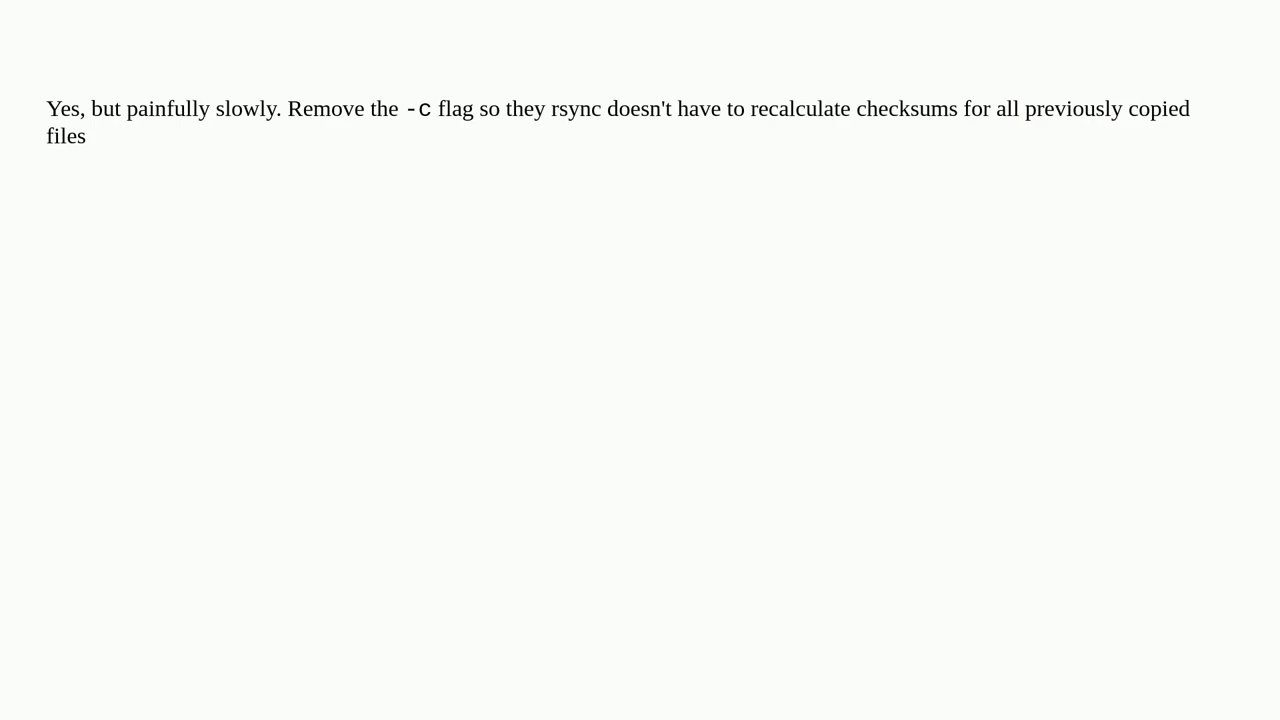 Yes, but painfully slowly. Remove the -c flag so they rsync doesn't have to recalculate checksums for all previously copied
files